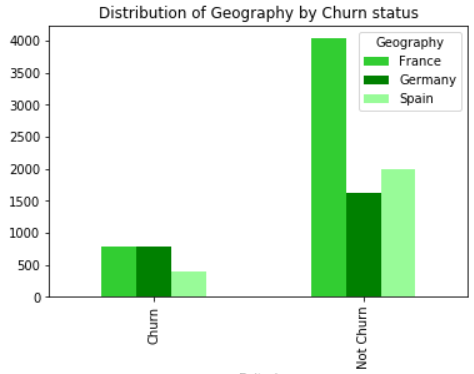 Distribution of Geography by Churn status
Geography
France
Germany
Spain
4000
3500
3000
2500
2000
1500
1000
500
0
Churn
Not Churn